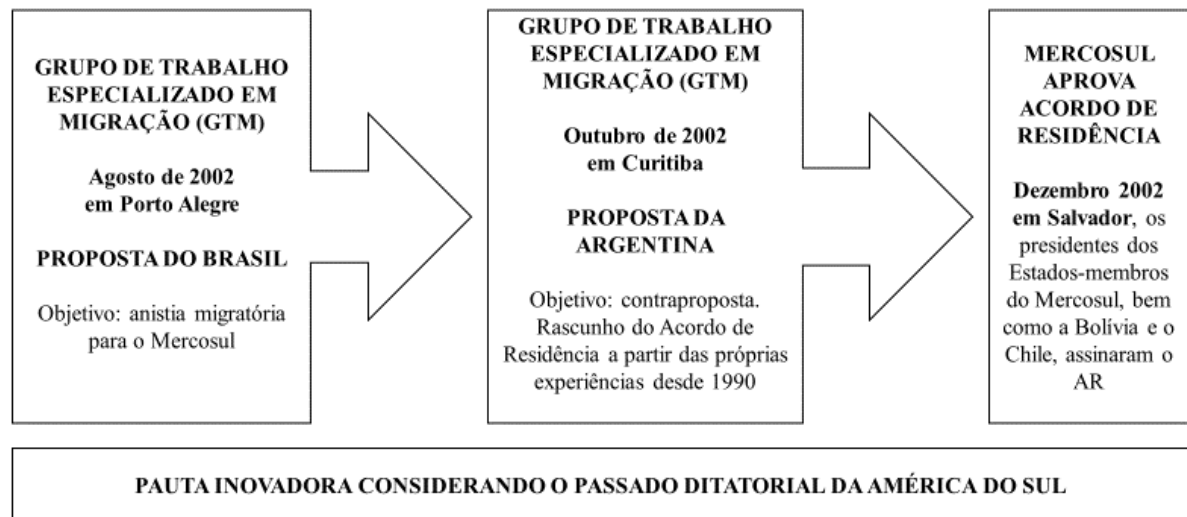 GRUPO DE TRABALHO
ESPECIALIZADO EM
MIGRAÇÃO (GTM)
Agosto de 2002
em Porto Alegre
PROPOSTA DO BRASIL
Objetivo: anistia migratória
para o Mercosul
GRUPO DE TRABALHO
ESPECIALIZADO EM
MIGRAÇÃO (GTM)
Outubro de 2002
em Curitiba
PROPOSTA DA
ARGENTINA
Objetivo: contraproposta.
Rascunho do Acordo de
Residência a partir das próprias
experiências desde 1990
MERCOSUL
APROVA
ACORDO DE
RESIDÊNCIA
Dezembro 2002
em Salvador, os
presidentes dos
Estados-membros
do Mercosul, bem
como a Bolívia e o
Chile, assinaram o
AR
PAUTA INOVADORA CONSIDERANDO O PASSADO DITATORIAL DA AMÉRICA DO SUL